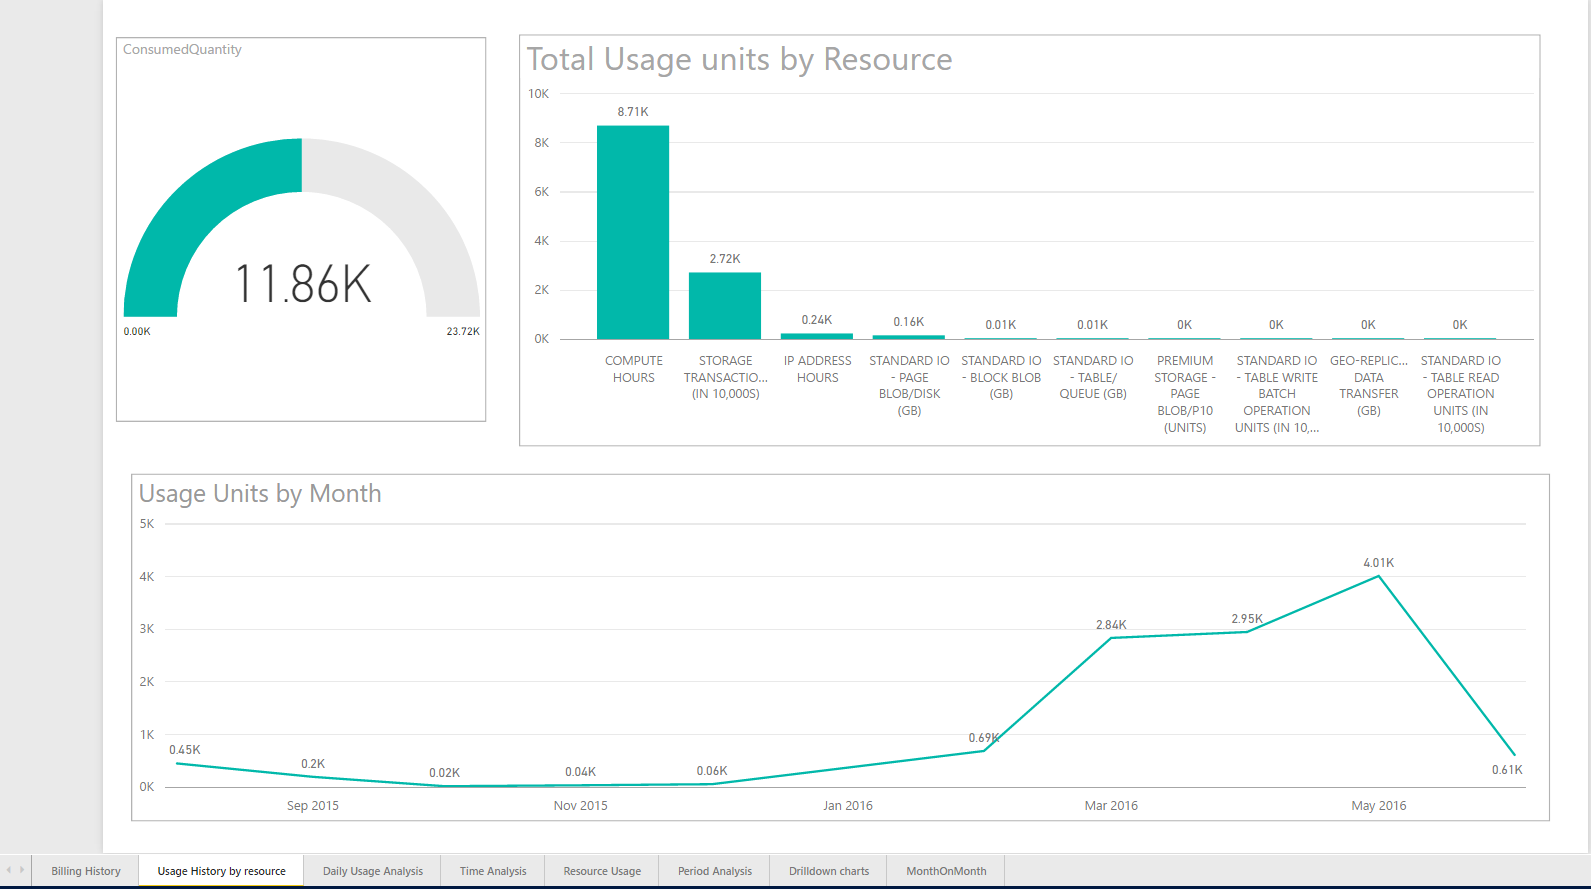 ConsumedQuantity
11.86K
0.00K
23.72K
Total Usage units by Resource
10K
8K
6K
4K
2K
0K
8.71K
2.72K
0.24K
0.16K
0.01K
0.01K
0K
0K
0K
0K
COMPUTE
HOURS
STORAGE
TRANSACTIO...
(IN 10,000S)
IP ADDRESS
HOURS
STANDARD IO
- PAGE
BLOB/DISK
(GB)
STANDARD IO
- BLOCK BLOB
(GB)
STANDARD IO
- TABLE/
QUEUE (GB)
PREMIUM
STORAGE -
PAGE
BLOB/P10
(UNITS)
STANDARD IO
- TABLE WRITE
BATCH
OPERATION
UNITS (IN 10,...
GEO-REPLIC...
DATA
TRANSFER
(GB)
STANDARD IO
- TABLE READ
OPERATION
UNITS (IN
10,000S)
Usage Units by Month
5K
4K
3K
2K
1K
0K
0.45K
0.2K
0.02K
0.04K
0.06K
0.69K
2.84K
2.95K
4.01K
0.61K
Sep 2015
Nov 2015
Jan 2016
Mar 2016
May 2016
Billing History
Usage History by resource
Daily Usage Analysis
Time Analysis
Resource Usage
Period Analysis
Drilldown charts
MonthOnMonth